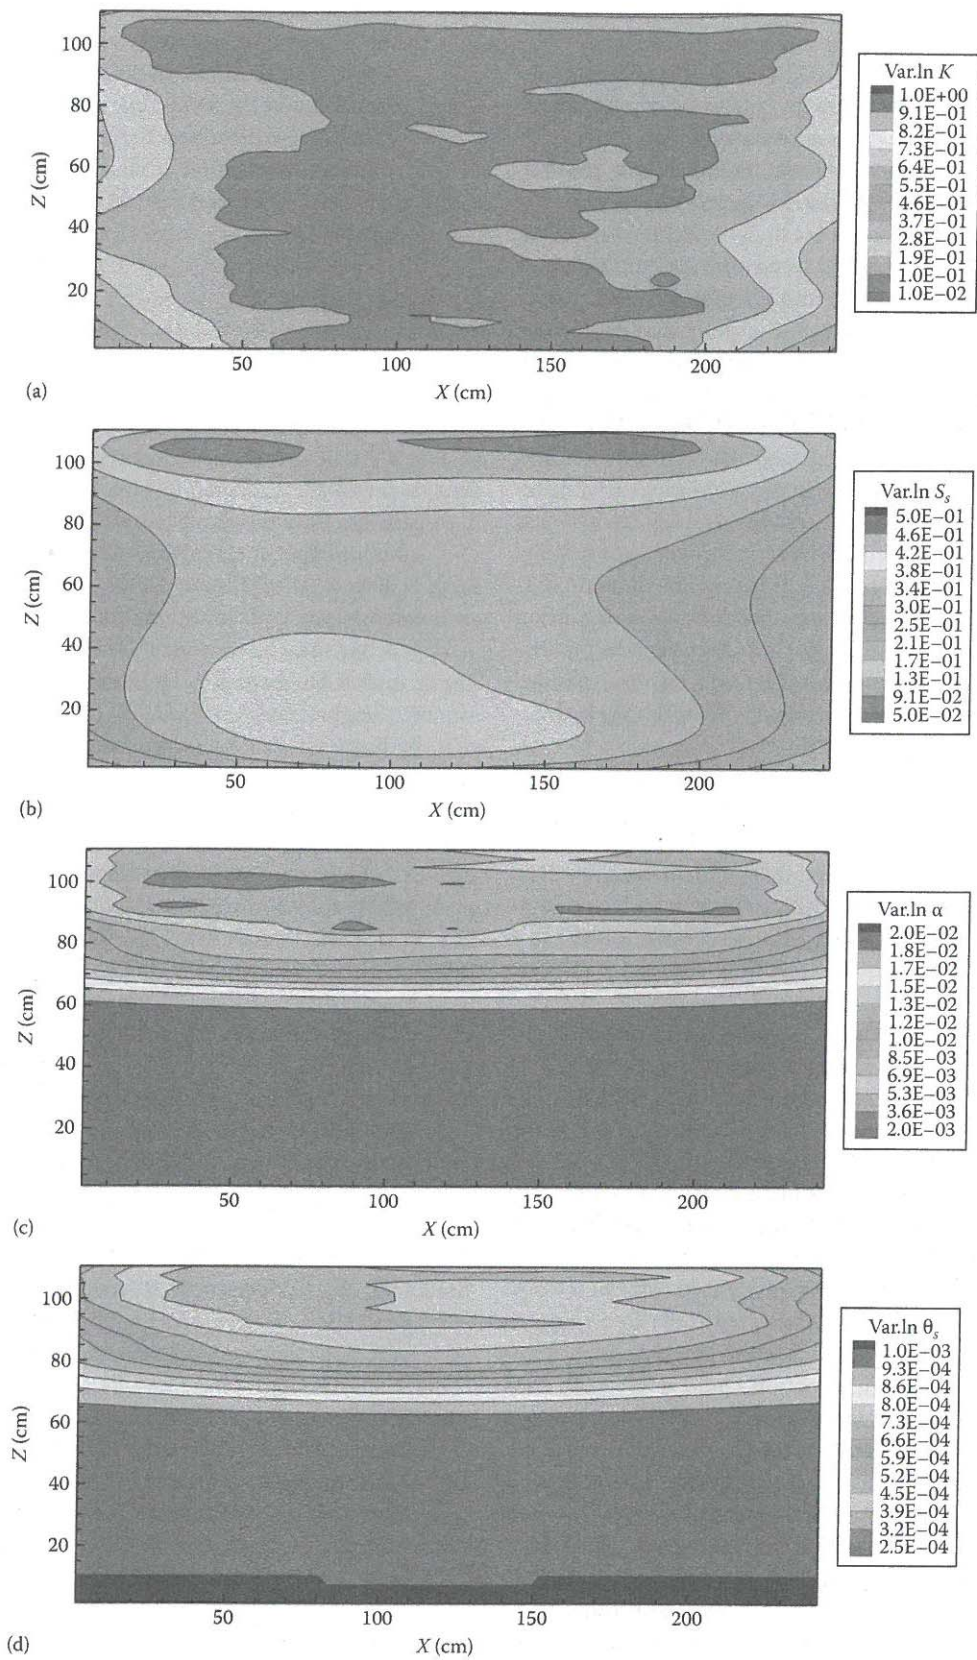 100
80
60
40
20
Z (cm)
50
100
150
200
X (cm)
(a)
Var.ln K
1.0E+00
9.1E−01
8.2E−01
7.3E−01
6.4E−01
5.5E−01
4.6E−01
3.7E−01
2.8E−01
1.9E−01
1.0E−01
1.0E−02
100
80
60
40
20
Z (cm)
50
100
150
200
X (cm)
(b)
Var.ln Sₛ
5.0E−01
4.6E−01
4.2E−01
3.8E−01
3.4E−01
3.0E−01
2.5E−01
2.1E−01
1.7E−01
1.3E−01
9.1E−02
5.0E−02
100
80
60
40
20
Z (cm)
50
100
150
200
X (cm)
(c)
Var.ln α
2.0E−02
1.8E−02
1.7E−02
1.5E−02
1.3E−02
1.2E−02
1.0E−02
8.5E−03
6.9E−03
5.3E−03
3.6E−03
2.0E−03
100
80
60
40
20
Z (cm)
50
100
150
200
X (cm)
(d)
Var.ln θₛ
1.0E−03
9.3E−04
8.6E−04
8.0E−04
7.3E−04
6.6E−04
5.9E−04
5.2E−04
4.5E−04
3.9E−04
3.2E−04
2.5E−04